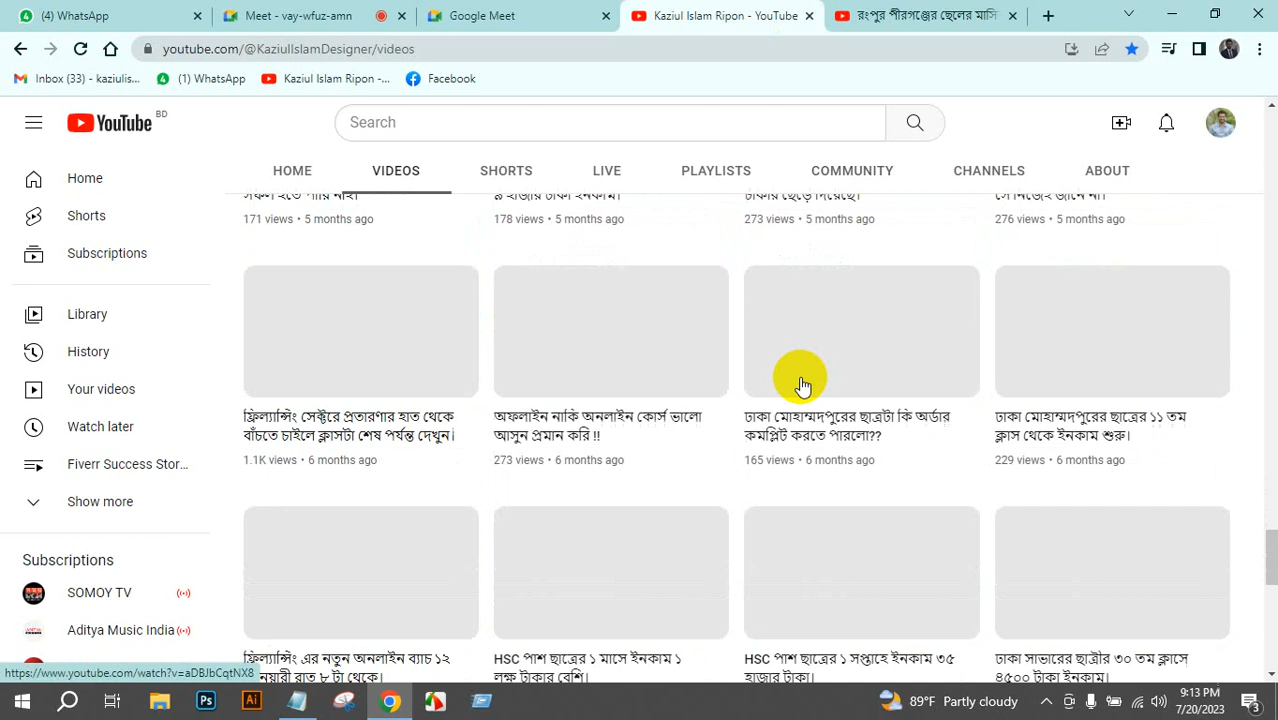 (4) WhatsApp
Meet - vay-wfuz-amn
Google Meet
Kaziul Islam Ripon - YouTube
রংপুর পীরগঞ্জের ছেলের মাসি
youtube.com/@KaziulIslamDesigner/videos
Inbox (33) - kaziulis...
(1) WhatsApp
Kaziul Islam Ripon -...
Facebook
YouTube BD
Search
HOME
VIDEOS
SHORTS
LIVE
PLAYLISTS
COMMUNITY
CHANNELS
ABOUT
Home
Shorts
Subscriptions
Library
History
Your videos
Watch later
Fiverr Success Stor...
Show more
Subscriptions
SOMOY TV
Aditya Music India
171 views • 5 months ago
178 views • 5 months ago
273 views • 5 months ago
276 views • 5 months ago
ফ্রিল্যান্সিং সেক্টরে প্রতারণার হাত থেকে
বাঁচতে চাইলে ক্লাসটা শেষ পর্যন্ত দেখুন।
1.1K views • 6 months ago
অফলাইন নাকি অনলাইন কোর্স ভালো
আসুন প্রমান করি !!
273 views • 6 months ago
ঢাকা মোহাম্মদপুরের ছাত্রটা কি অর্ডার
কমপ্লিট করতে পারলো??
165 views • 6 months ago
ঢাকা মোহাম্মদপুরের ছাত্রের ১১ তম
ক্লাস থেকে ইনকাম শুরু।
229 views • 6 months ago
ফ্রিল্যান্সিং এর নতুন অনলাইন ব্যাচ ১২
নুয়ারী রাত ৮ টা থেকে।
HSC পাশ ছাত্রের ১ মাসে ইনকাম ১
লক্ষ টাকার বেশি।
HSC পাশ ছাত্রের ১ সপ্তাহে ইনকাম ৩৫
হাজার টাকা।
ঢাকা সাভারের ছাত্রীর ৩০ তম ক্লাসে
৪৫০০ টাকা ইনকাম।
https://www.youtube.com/watch?v=aDBJbCqtNX8
89°F Partly cloudy
9:13 PM
7/20/2023
3